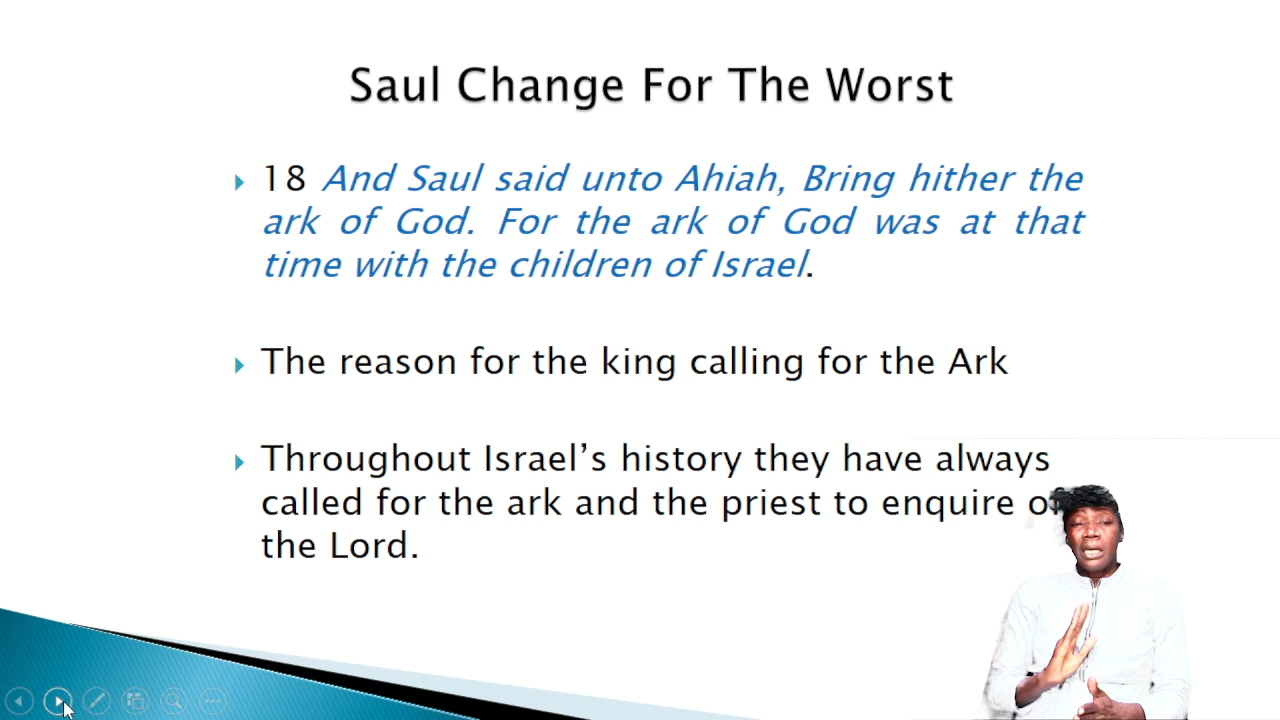 Saul Change For The Worst
18 And Saul said unto Ahiah, Bring hither the
ark of God. For the ark of God was at that
time with the children of Israel.
The reason for the king calling for the Ark
Throughout Israel's history they have always
called for the ark and the priest to enquire of
the Lord.